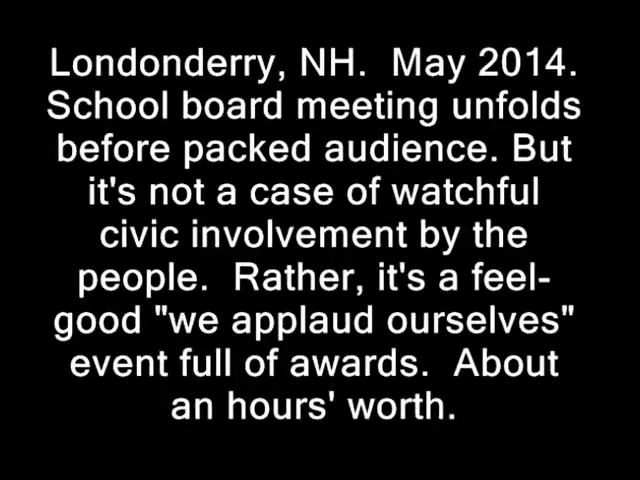 Londonderry, NH.  May 2014.
School board meeting unfolds
before packed audience. But
it's not a case of watchful
civic involvement by the
people.  Rather, it's a feel-
good "we applaud ourselves"
event full of awards.  About
an hours' worth.